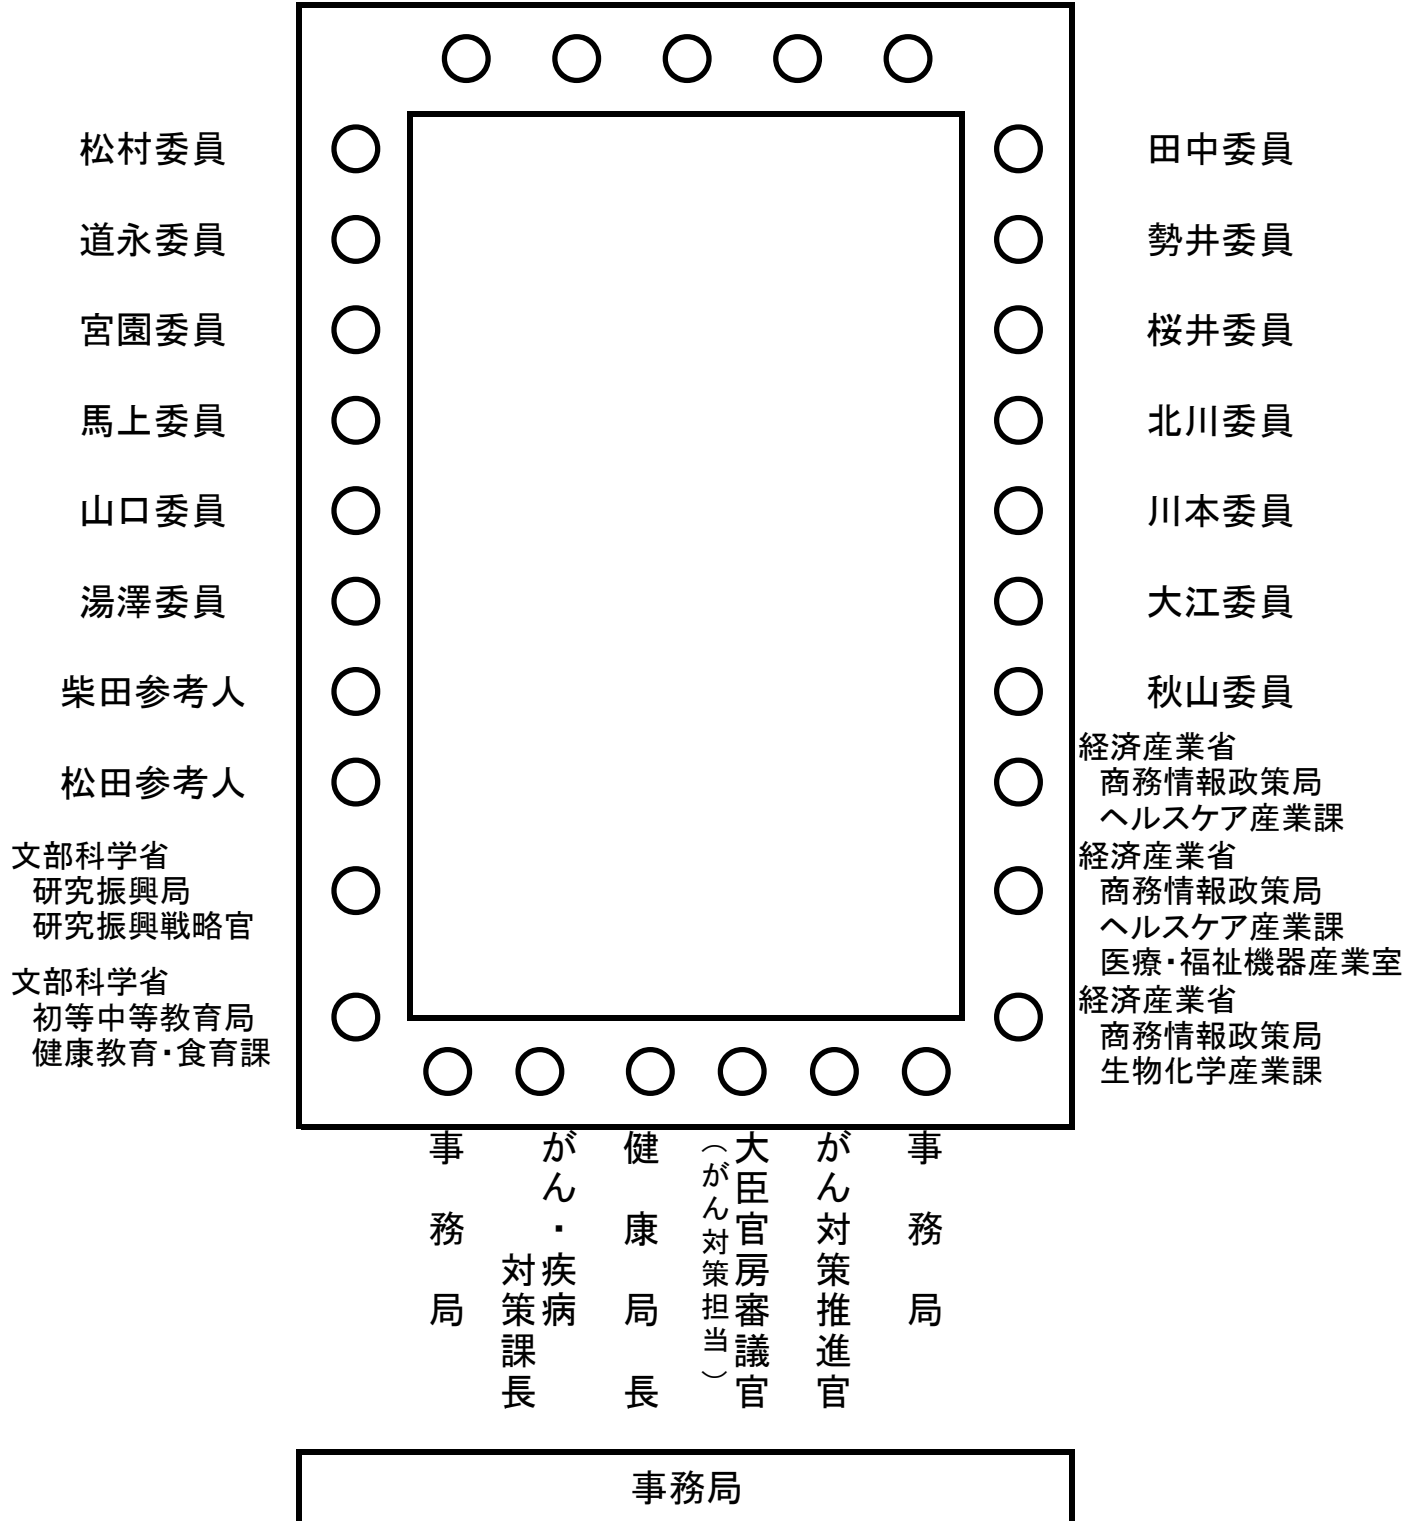 松村委員
道永委員
宮園委員
馬上委員
山口委員
湯澤委員
柴田参考人
松田参考人
文部科学省
研究振興局
研究振興戦略官
文部科学省
初等中等教育局
健康教育・食育課
田中委員
勢井委員
桜井委員
北川委員
川本委員
大江委員
秋山委員
経済産業省
商務情報政策局
ヘルスケア産業課
経済産業省
商務情報政策局
ヘルスケア産業課
医療・福祉機器産業室
経済産業省
商務情報政策局
生物化学産業課
事務局
がん・疾病
対策課長
健康局長
大臣官房審議官
（がん対策担当）
がん対策推進官
事務局
事務局